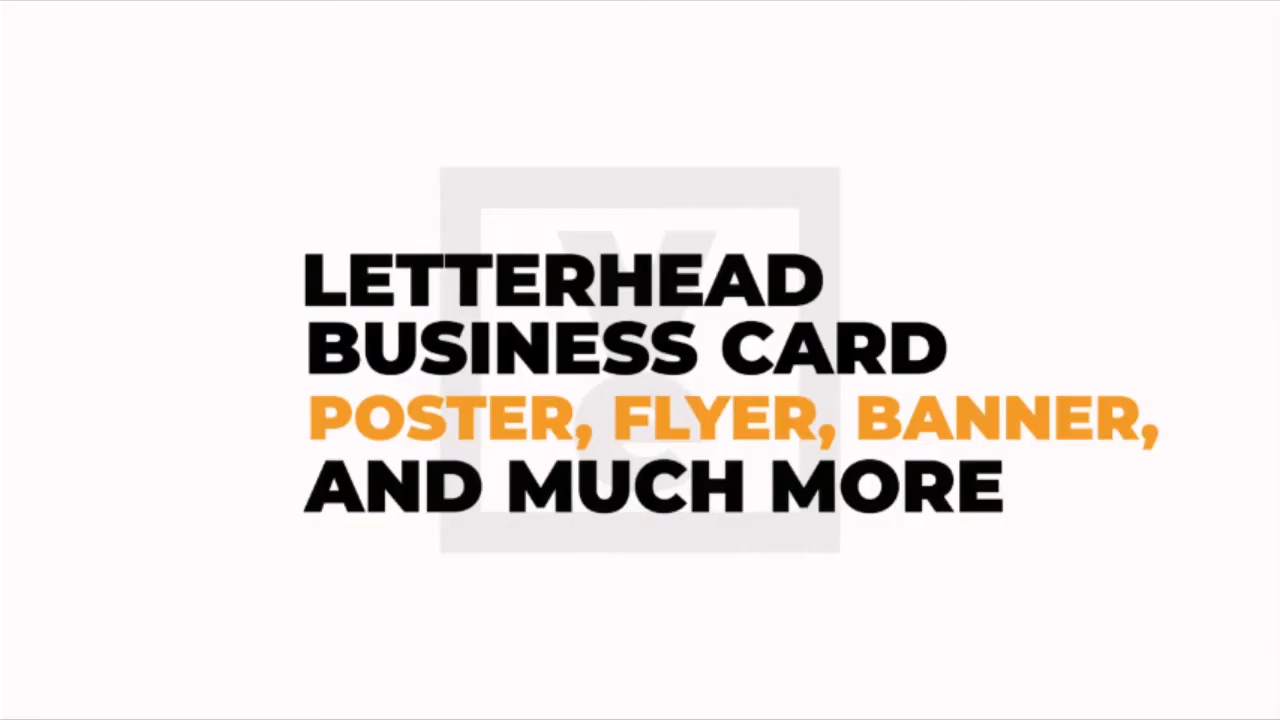 LETTERHEAD
BUSINESS CARD
POSTER, FLYER, BANNER,
AND MUCH MORE